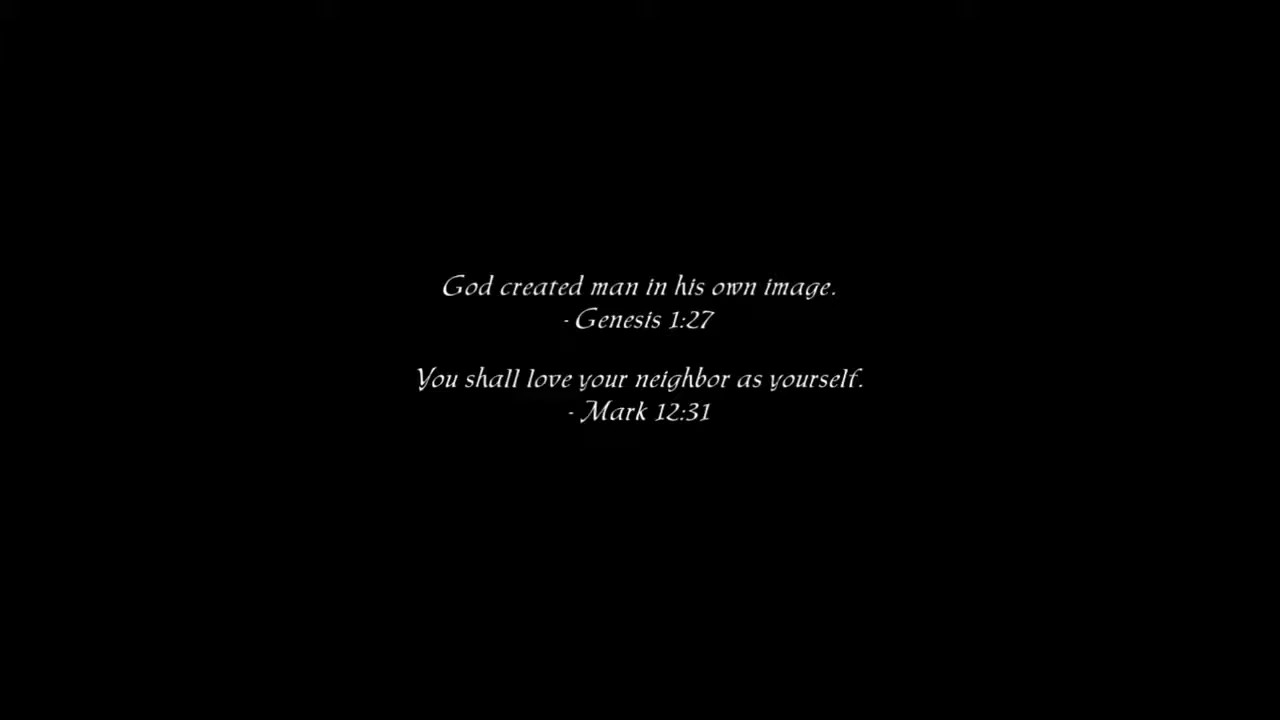 God created man in his own image.
- Genesis 1:27
You shall love your neighbor as yourself.
- Mark 12:31